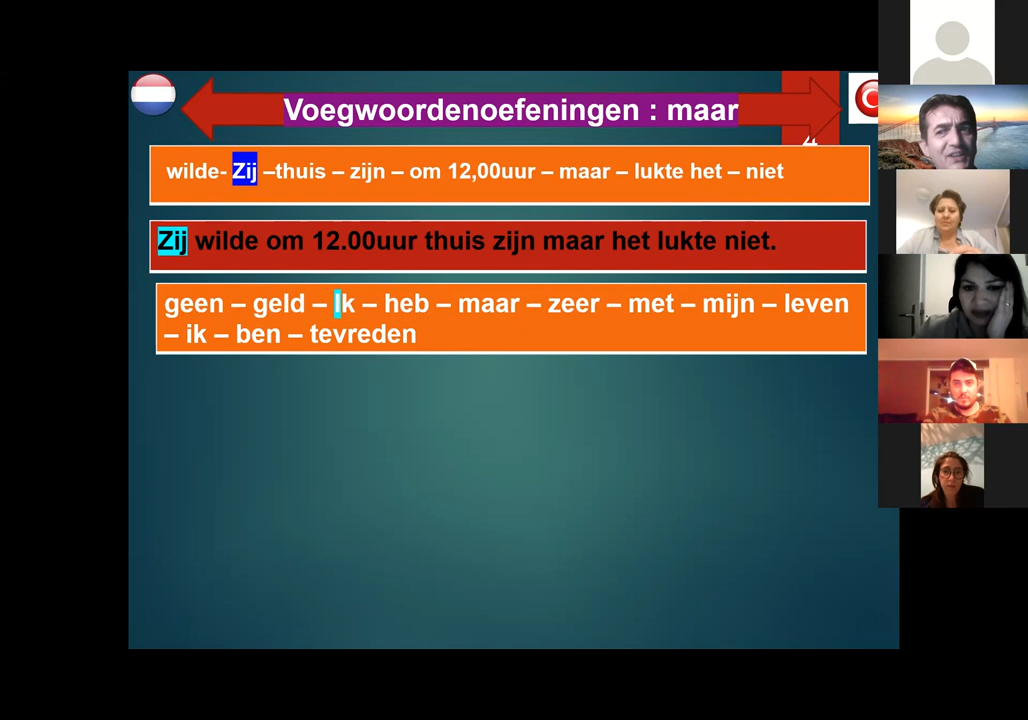 Voegwoordenoefeningen : maar
wilde- Zij –thuis – zijn – om 12,00uur – maar – lukte het – niet
Zij wilde om 12.00uur thuis zijn maar het lukte niet.
geen – geld – Ik – heb – maar – zeer – met – mijn – leven
– ik – ben – tevreden